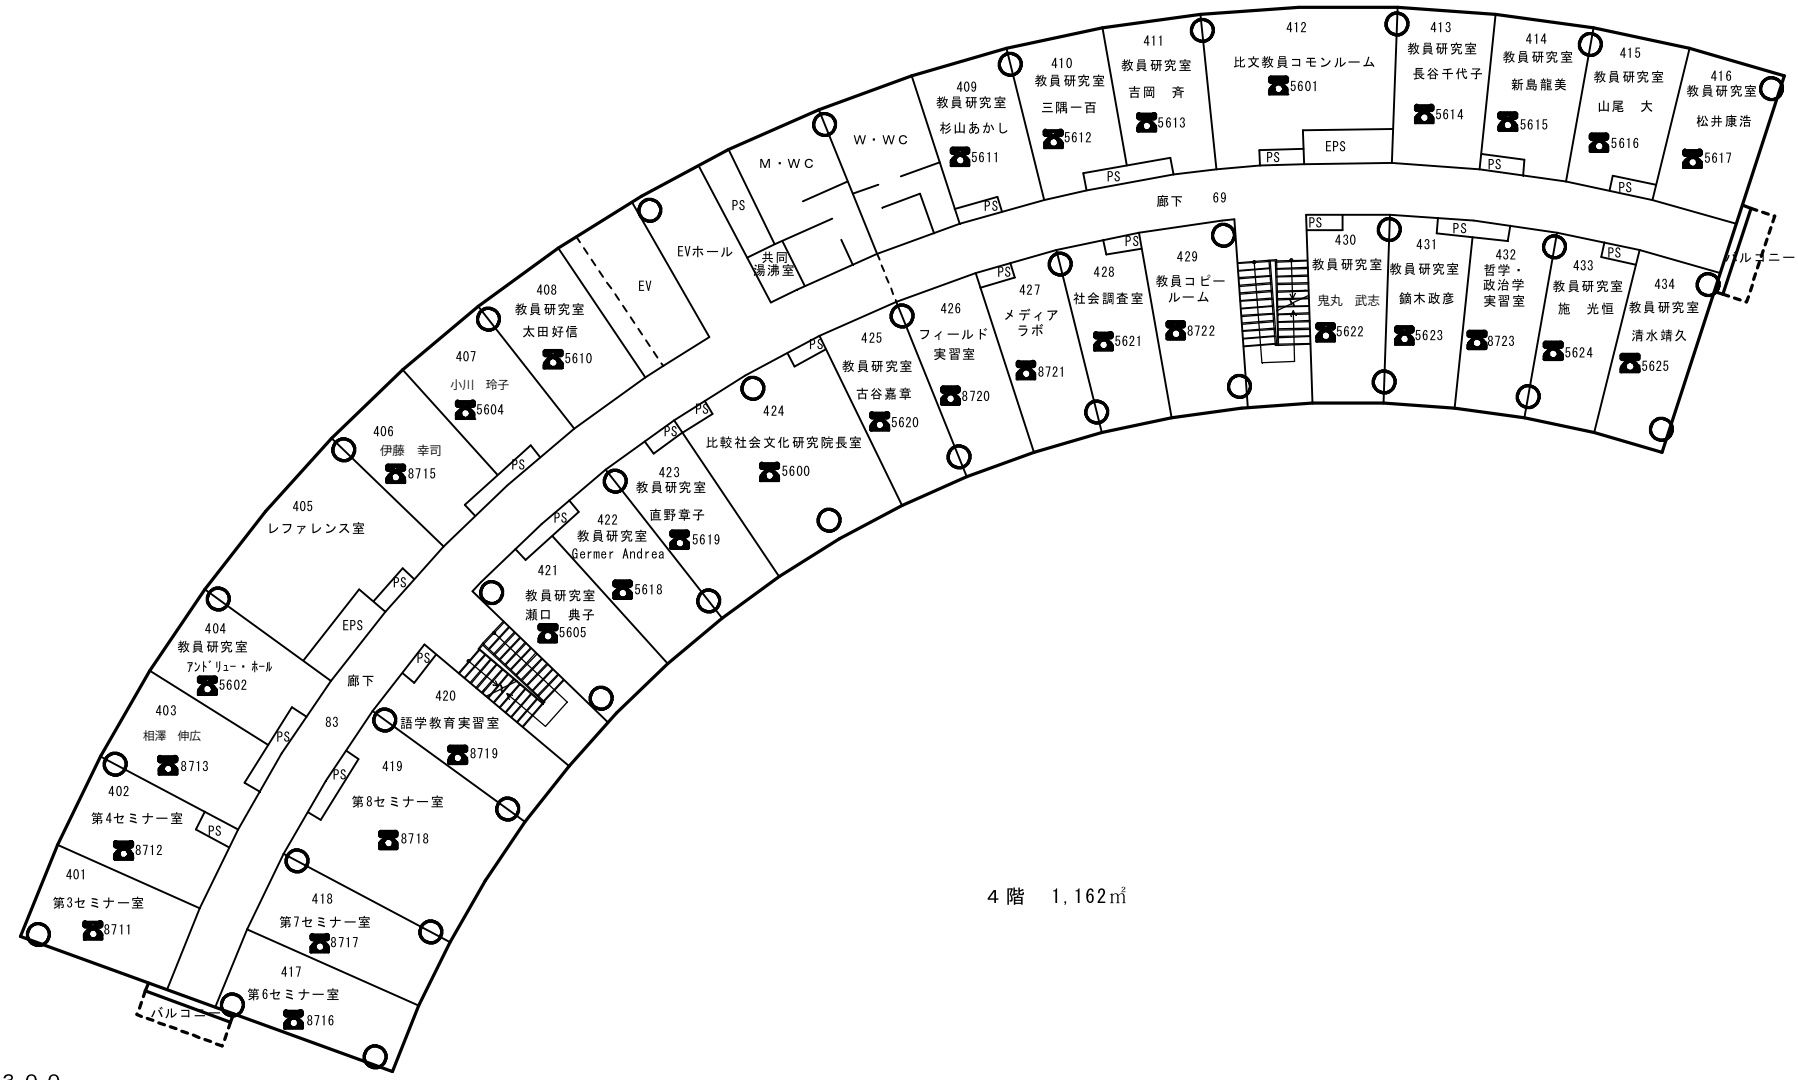 401
第3セミナー室
8711
402
第4セミナー室
8712
PS
403
相澤 伸広
8713
PS
404
教員研究室
ｱﾝﾄﾞﾘｭｰ・ﾎｰﾙ
5602
EPS
PS
405
レファレンス室
406
伊藤 幸司
8715
PS
407
小川 玲子
5604
408
教員研究室
太田好信
5610
EV
EVホール
PS
M・WC
共同
湯沸室
W・WC
409
教員研究室
杉山あかし
5611
PS
410
教員研究室
三隅一百
5612
PS
411
教員研究室
吉岡 斉
5613
412
比文教員コモンルーム
5601
PS
EPS
413
教員研究室
長谷千代子
5614
414
教員研究室
新島龍美
5615
PS
415
教員研究室
山尾 大
5616
PS
416
教員研究室
松井康浩
5617
廊下 69
バルコニー
廊下
83
バルコニー
417
第6セミナー室
8716
418
第7セミナー室
8717
419
第8セミナー室
8718
PS
420
語学教育実習室
8719
PS
421
教員研究室
瀬口 典子
5605
PS
422
教員研究室
Germer Andrea
5618
423
教員研究室
直野章子
5619
PS
PS
424
比較社会文化研究院長室
5600
PS
425
教員研究室
古谷嘉章
5620
426
フィールド
実習室
8720
427
メディア
ラボ
8721
PS
428
社会調査室
5621
PS
429
教員コピー
ルーム
8722
PS
430
教員研究室
鬼丸 武志
5622
431
教員研究室
鏑木政彦
5623
PS
432
哲学・
政治学
実習室
8723
433
教員研究室
施 光恒
5624
PS
434
教員研究室
清水靖久
5625
４階 1,162㎡